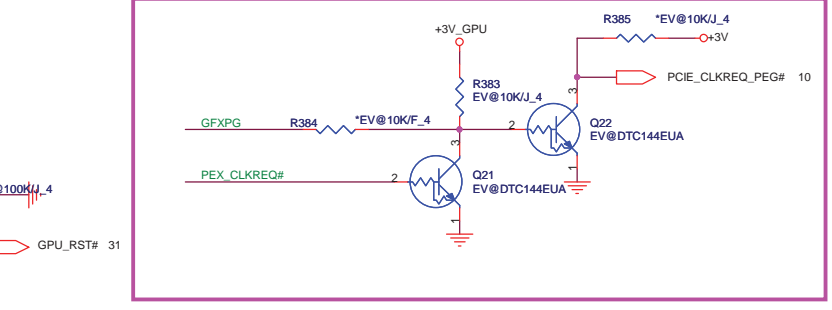 R385 *EV@10K/J_4
+3V_GPU
+3V
PCIE_CLKREQ_PEG# 10
R383
EV@10K/J_4
3
GFXPG R384 *EV@10K/F_4
2
Q22
EV@DTC144EUA
3
1
PEX_CLKREQ#
2
Q21
EV@DTC144EUA
1
@100K/J_4
GPU_RST# 31